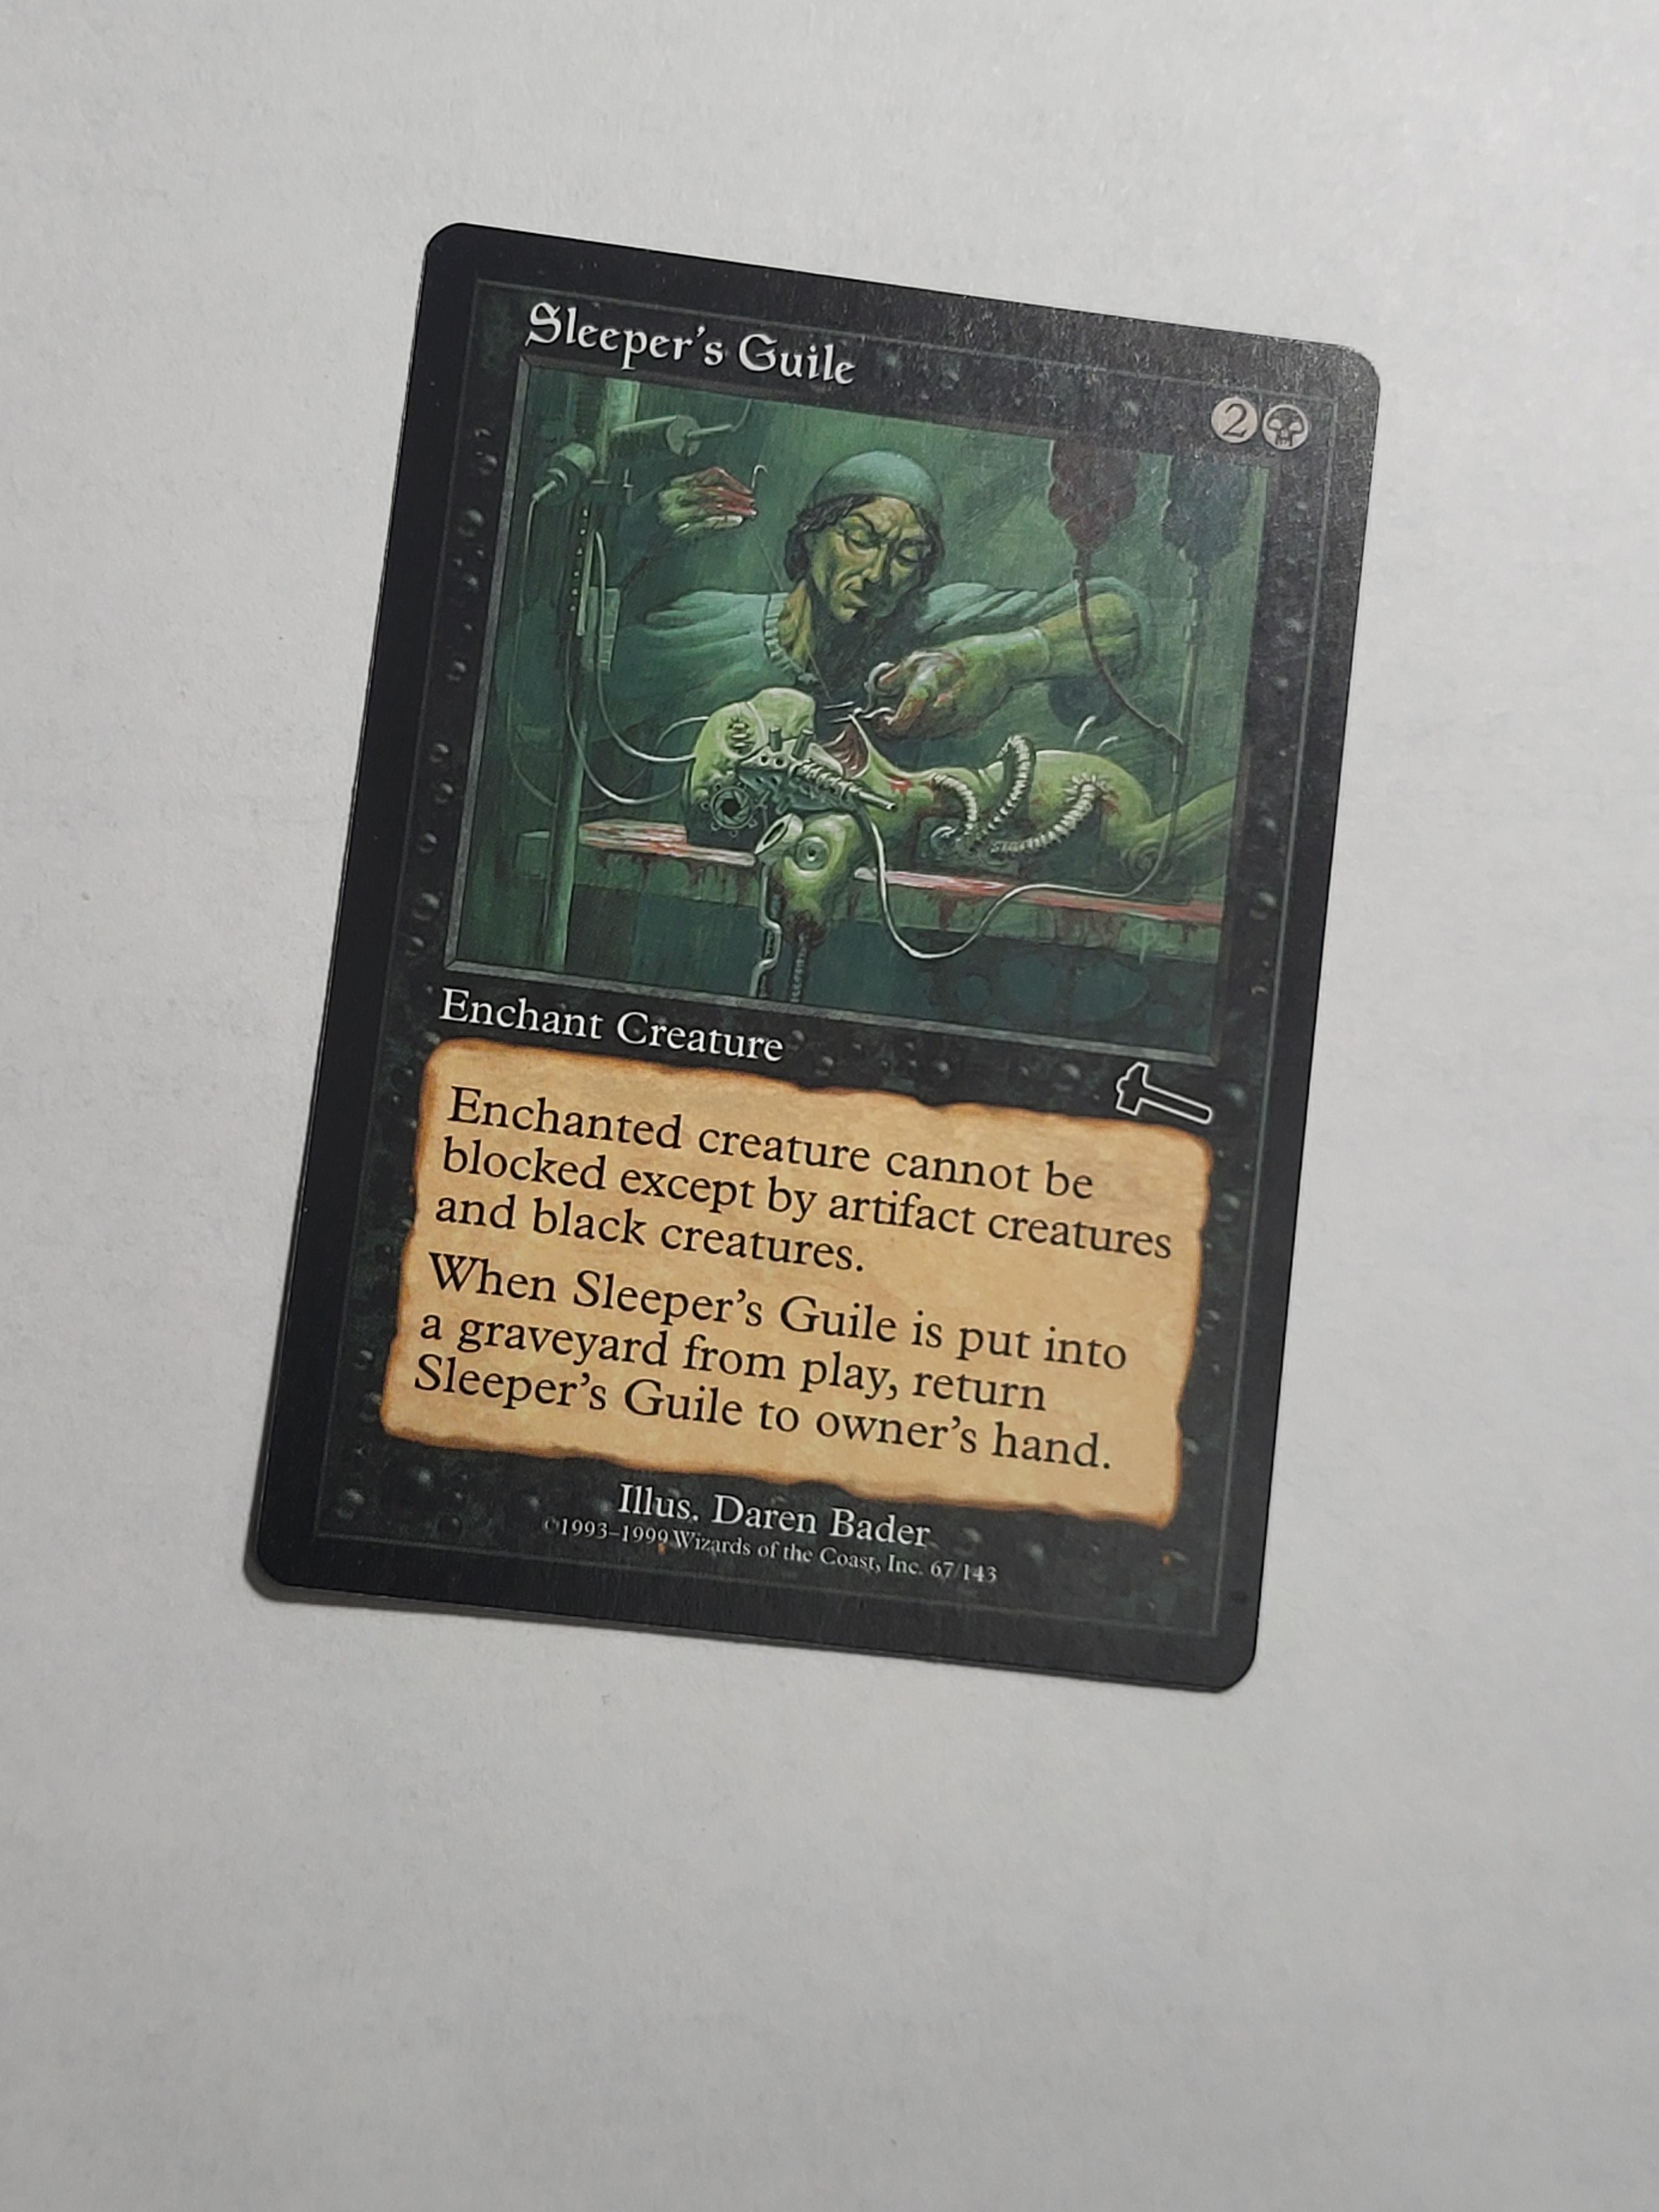 Sleeper's Guile
2
Enchant Creature
Enchanted creature cannot be
blocked except by artifact creatures
and black creatures.
When Sleeper's Guile is put into
a graveyard from play, return
Sleeper's Guile to owner's hand.
Illus. Daren Bader
©1993–1999 Wizards of the Coast, Inc. 67/143